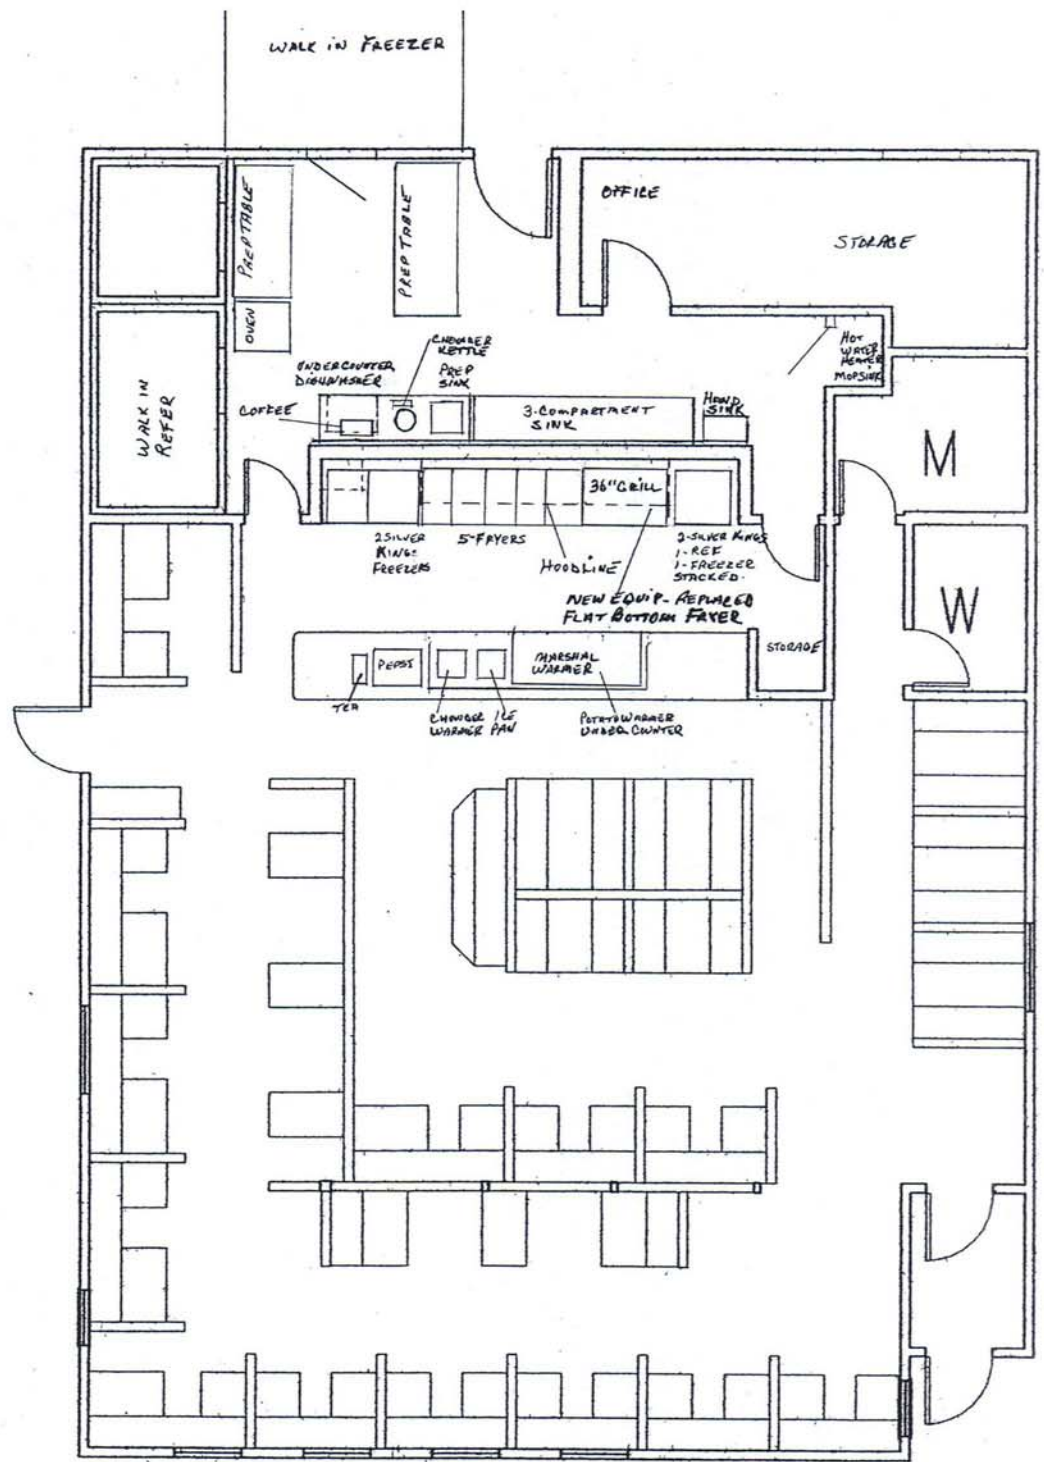 WALK IN FREEZER
OFFICE
STORAGE
PREP TABLE
PREP TABLE
OVEN
CHOWDER
KETTLE
PREP
SINK
UNDERCOUNTER
DISHWASHER
COFFEE
3-COMPARTMENT
SINK
HAND
SINK
HOT
WATER
HEATER
MOPSINK
WALK IN
REFER
M
36" GRILL
2 SILVER
KINGS
FREEZERS
5-FRYERS
HOODLINE
2-SILVER KINGS
1-REF
1-FREEZER
STACKED.
NEW EQUIP- REPLACED
FLAT BOTTOM FRYER
W
STORAGE
PEPSI
MARSHAL
WARMER
TEA
CHOWDER
WARMER
ICE
PAN
POTATO WARMER
UNDER COUNTER